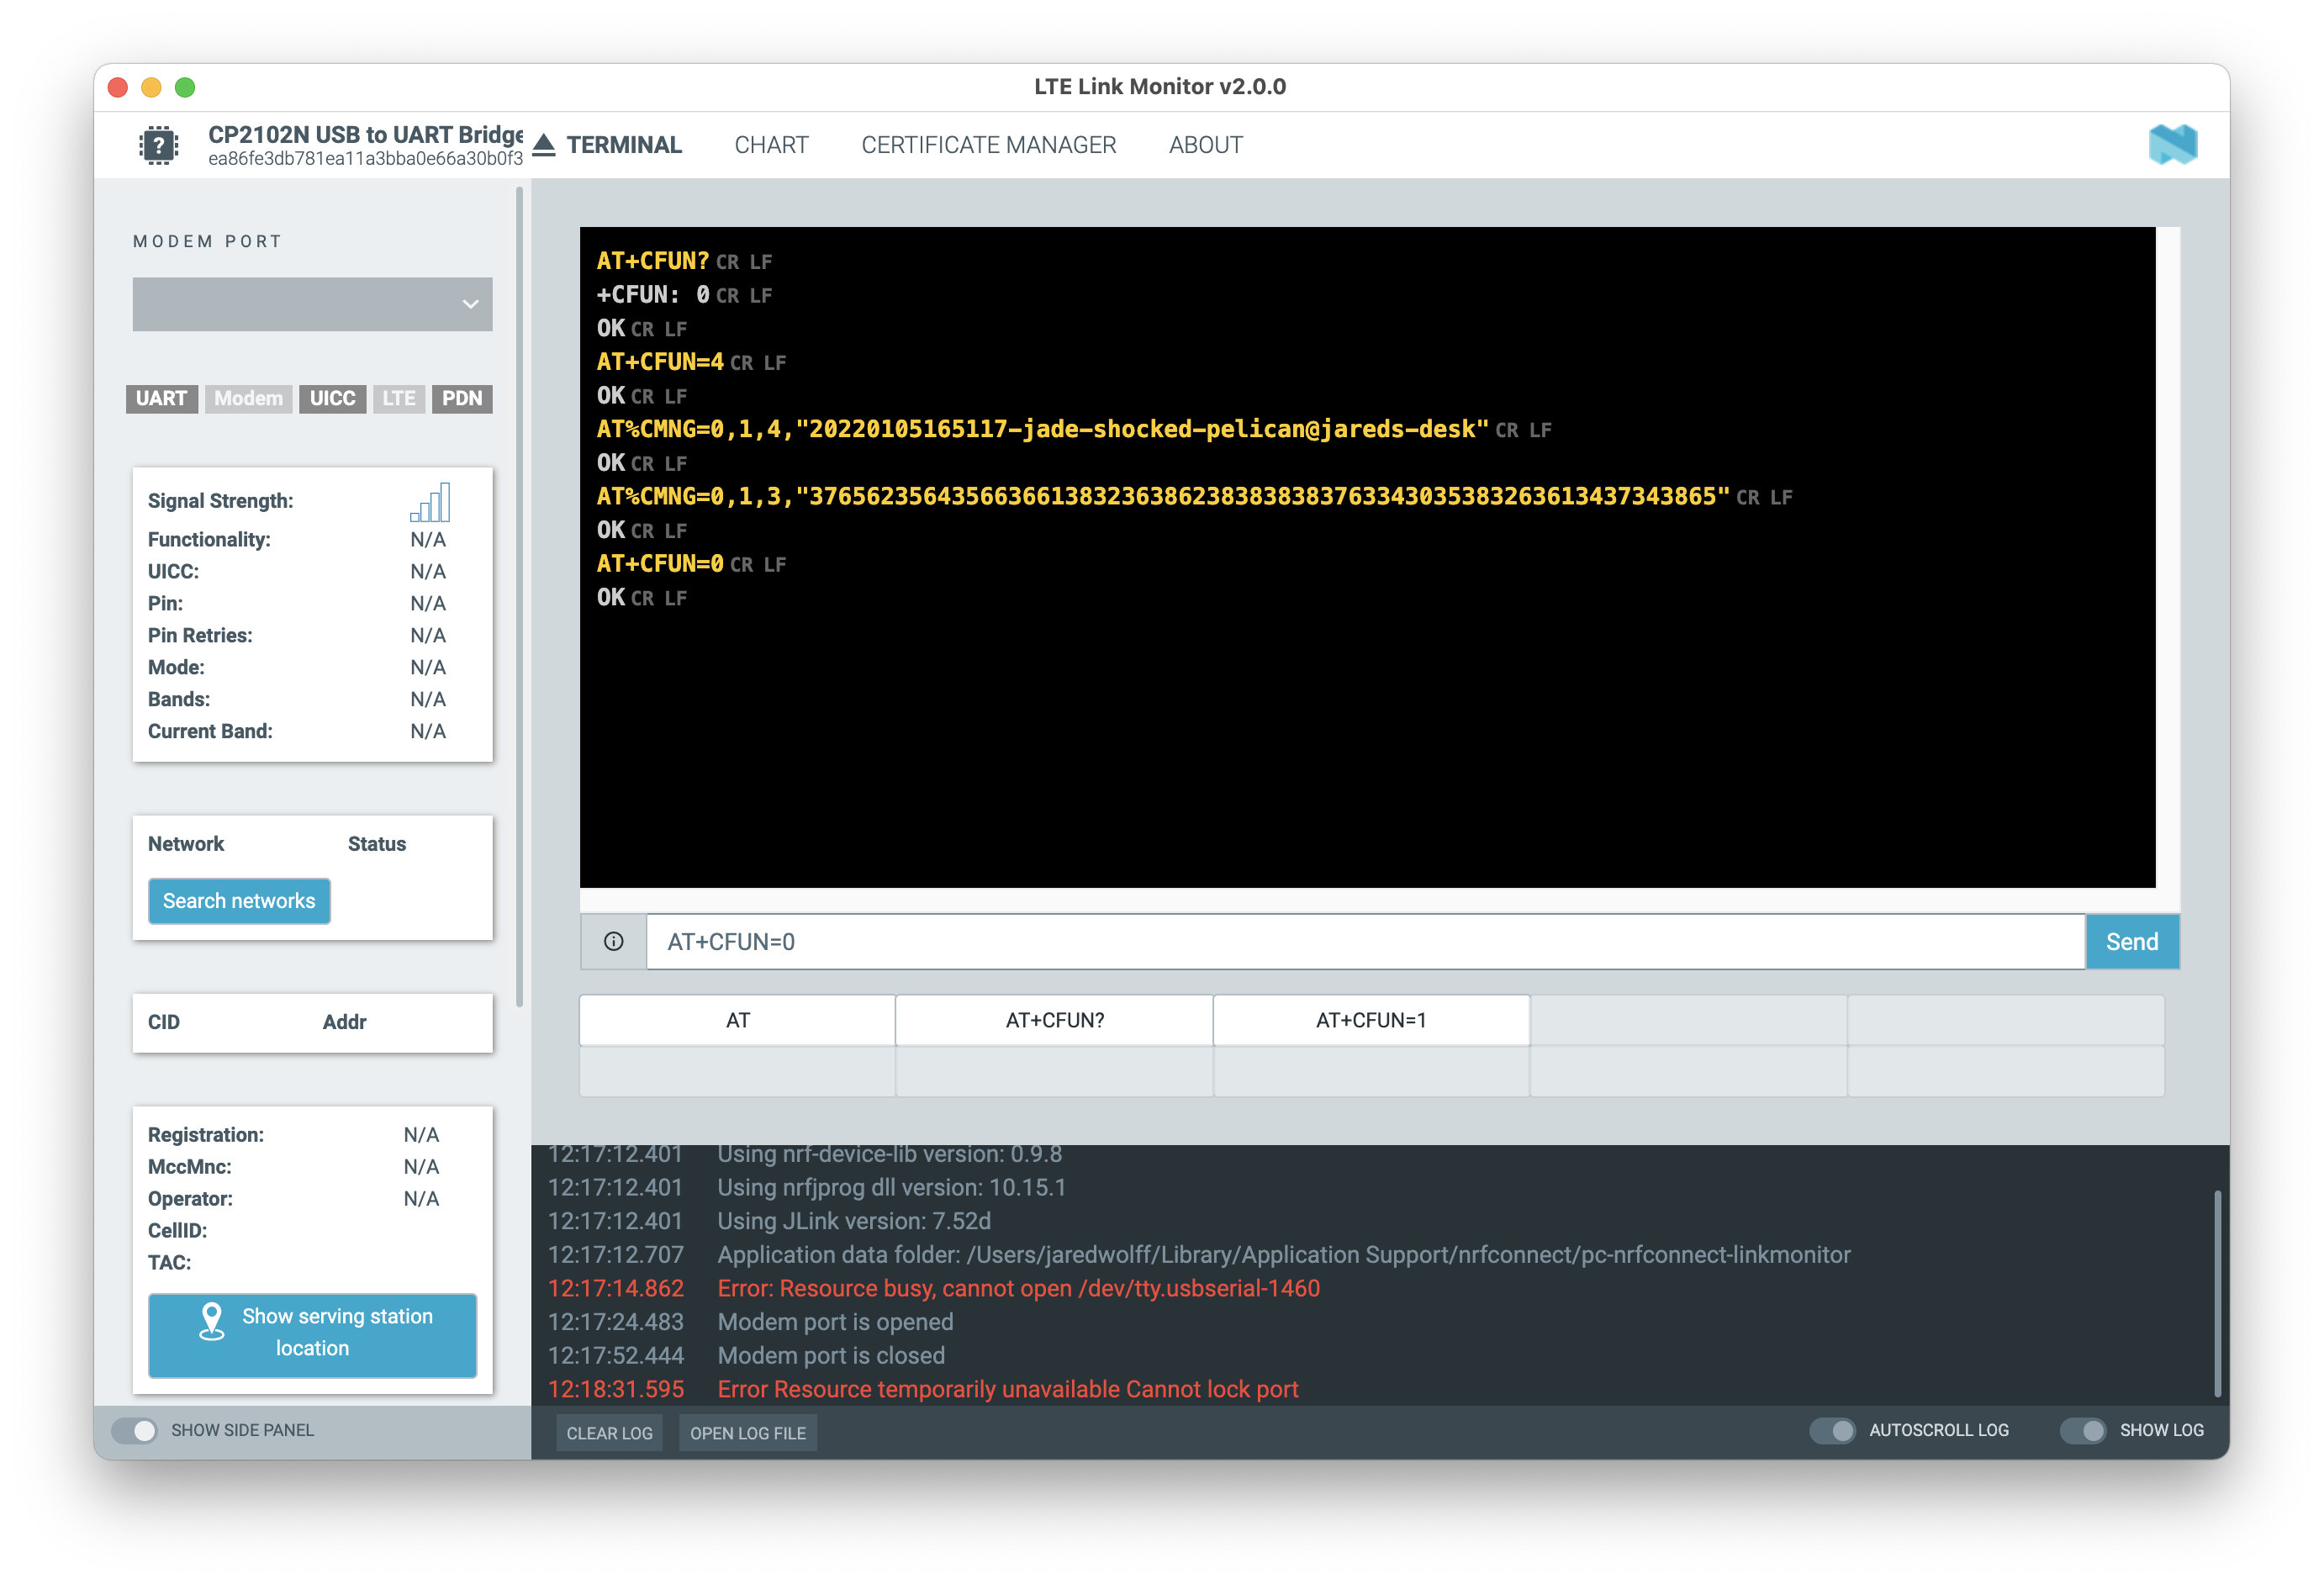 LTE Link Monitor v2.0.0
CP2102N USB to UART Bridge
ea86fe3db781ea11a3bba0e66a30b0f3
TERMINAL
CHART
CERTIFICATE MANAGER
ABOUT
MODEM PORT
UART Modem UICC LTE PDN
Signal Strength:
Functionality: N/A
UICC: N/A
Pin: N/A
Pin Retries: N/A
Mode: N/A
Bands: N/A
Current Band: N/A
Network Status
Search networks
CID Addr
Registration: N/A
MccMnc: N/A
Operator: N/A
CellID:
TAC:
Show serving station
location
SHOW SIDE PANEL
AT+CFUN? CR LF
+CFUN: 0 CR LF
OK CR LF
AT+CFUN=4 CR LF
OK CR LF
AT%CMNG=0,1,4,"20220105165117-jade-shocked-pelican@jareds-desk" CR LF
OK CR LF
AT%CMNG=0,1,3,"37656235643566366138323638623838383837633430353832636134373438​65" CR LF
OK CR LF
AT+CFUN=0 CR LF
OK CR LF
AT+CFUN=0
Send
AT AT+CFUN? AT+CFUN=1
12:17:12.401 Using nrf-device-lib version: 0.9.8
12:17:12.401 Using nrfjprog dll version: 10.15.1
12:17:12.401 Using JLink version: 7.52d
12:17:12.707 Application data folder: /Users/jaredwolff/Library/Application Support/nrfconnect/pc-nrfconnect-linkmonitor
12:17:14.862 Error: Resource busy, cannot open /dev/tty.usbserial-1460
12:17:24.483 Modem port is opened
12:17:52.444 Modem port is closed
12:18:31.595 Error Resource temporarily unavailable Cannot lock port
CLEAR LOG OPEN LOG FILE AUTOSCROLL LOG SHOW LOG